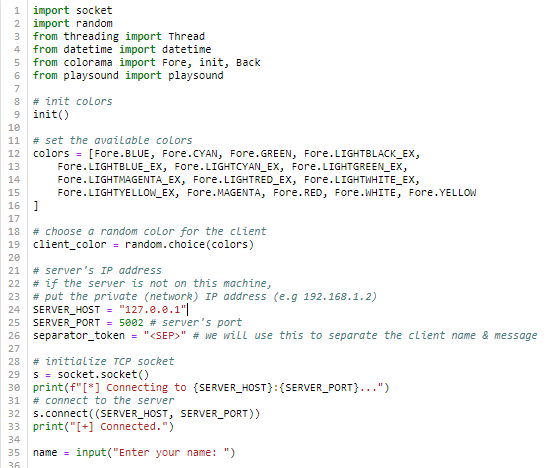 1 import socket
2 import random
3 from threading import Thread
4 from datetime import datetime
5 from colorama import Fore, init, Back
6 from playsound import playsound
7
8 # init colors
9 init()
10
11 # set the available colors
12 colors = [Fore.BLUE, Fore.CYAN, Fore.GREEN, Fore.LIGHTBLACK_EX,
13     Fore.LIGHTBLUE_EX, Fore.LIGHTCYAN_EX, Fore.LIGHTGREEN_EX,
14     Fore.LIGHTMAGENTA_EX, Fore.LIGHTRED_EX, Fore.LIGHTWHITE_EX,
15     Fore.LIGHTYELLOW_EX, Fore.MAGENTA, Fore.RED, Fore.WHITE, Fore.YELLOW
16 ]
17
18 # choose a random color for the client
19 client_color = random.choice(colors)
20
21 # server's IP address
22 # if the server is not on this machine,
23 # put the private (network) IP address (e.g 192.168.1.2)
24 SERVER_HOST = "127.0.0.1"
25 SERVER_PORT = 5002 # server's port
26 separator_token = "<SEP>" # we will use this to separate the client name & message
27
28 # initialize TCP socket
29 s = socket.socket()
30 print(f"[*] Connecting to {SERVER_HOST}:{SERVER_PORT}...")
31 # connect to the server
32 s.connect((SERVER_HOST, SERVER_PORT))
33 print("[+] Connected.")
34
35 name = input("Enter your name: ")
36